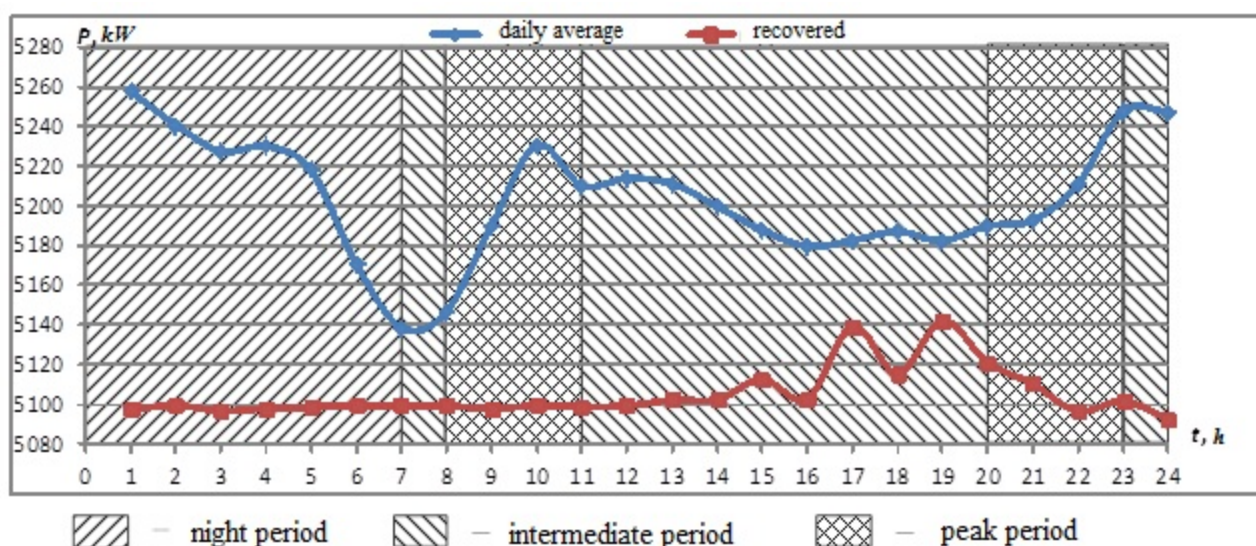 P, kW
daily average
recovered
5280
5260
5240
5220
5200
5180
5160
5140
5120
5100
5080
0 1 2 3 4 5 6 7 8 9 10 11 12 13 14 15 16 17 18 19 20 21 22 23 24
t, h
night period
intermediate period
peak period